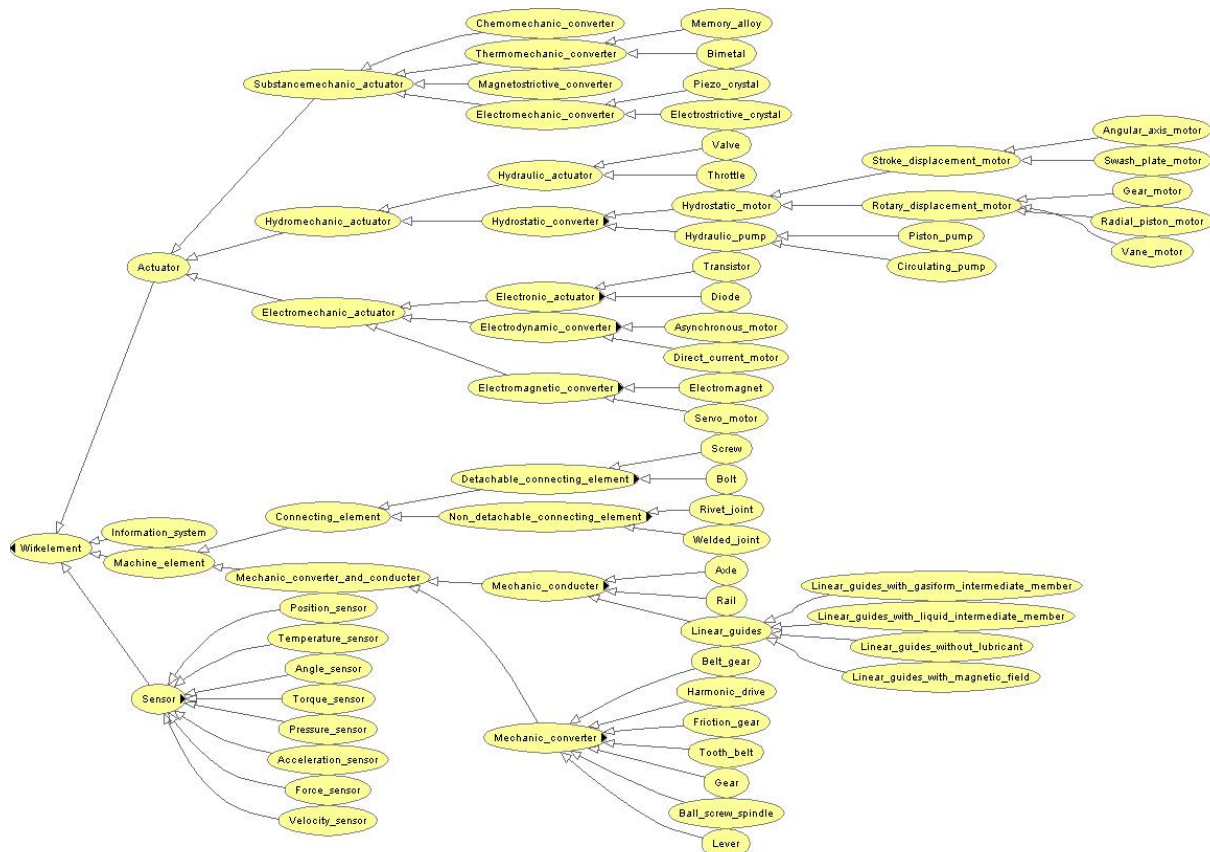 Chemomechanic_converter
Memory_alloy
Thermomechanic_converter
Bimetal
Substancemechanic_actuator
Magnetostrictive_converter
Piezo_crystal
Electromechanic_converter
Electrostrictive_crystal
Valve
Angular_axis_motor
Hydraulic_actuator
Throttle
Stroke_displacement_motor
Swash_plate_motor
Gear_motor
Hydromechanic_actuator
Hydrostatic_converter
Hydrostatic_motor
Rotary_displacement_motor
Radial_piston_motor
Hydraulic_pump
Piston_pump
Vane_motor
Actuator
Transistor
Circulating_pump
Electronic_actuator
Diode
Electromechanic_actuator
Electrodynamic_converter
Asynchronous_motor
Direct_current_motor
Electromagnetic_converter
Electromagnet
Servo_motor
Screw
Detachable_connecting_element
Bolt
Connecting_element
Non_detachable_connecting_element
Rivet_joint
Information_system
Welded_joint
Wirkelement
Machine_element
Mechanic_converter_and_conducter
Mechanic_conducter
Axle
Linear_guides_with_gasiform_intermediate_member
Position_sensor
Rail
Linear_guides_with_liquid_intermediate_member
Temperature_sensor
Linear_guides
Linear_guides_without_lubricant
Angle_sensor
Belt_gear
Linear_guides_with_magnetic_field
Sensor
Torque_sensor
Harmonic_drive
Pressure_sensor
Mechanic_converter
Friction_gear
Acceleration_sensor
Tooth_belt
Force_sensor
Gear
Velocity_sensor
Ball_screw_spindle
Lever